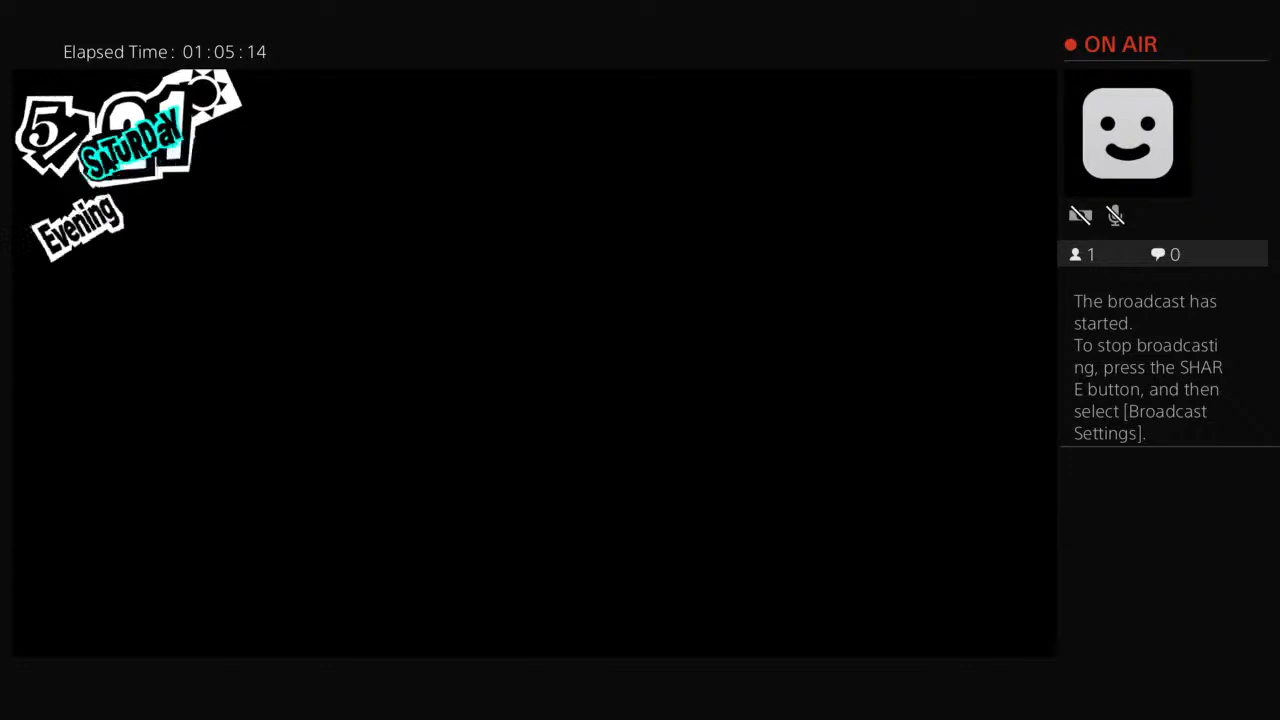 Elapsed Time: 01:05:14
ON AIR
5/21
SATURDAY
Evening
1
0
The broadcast has
started.
To stop broadcasti
ng, press the SHAR
E button, and then
select [Broadcast
Settings].